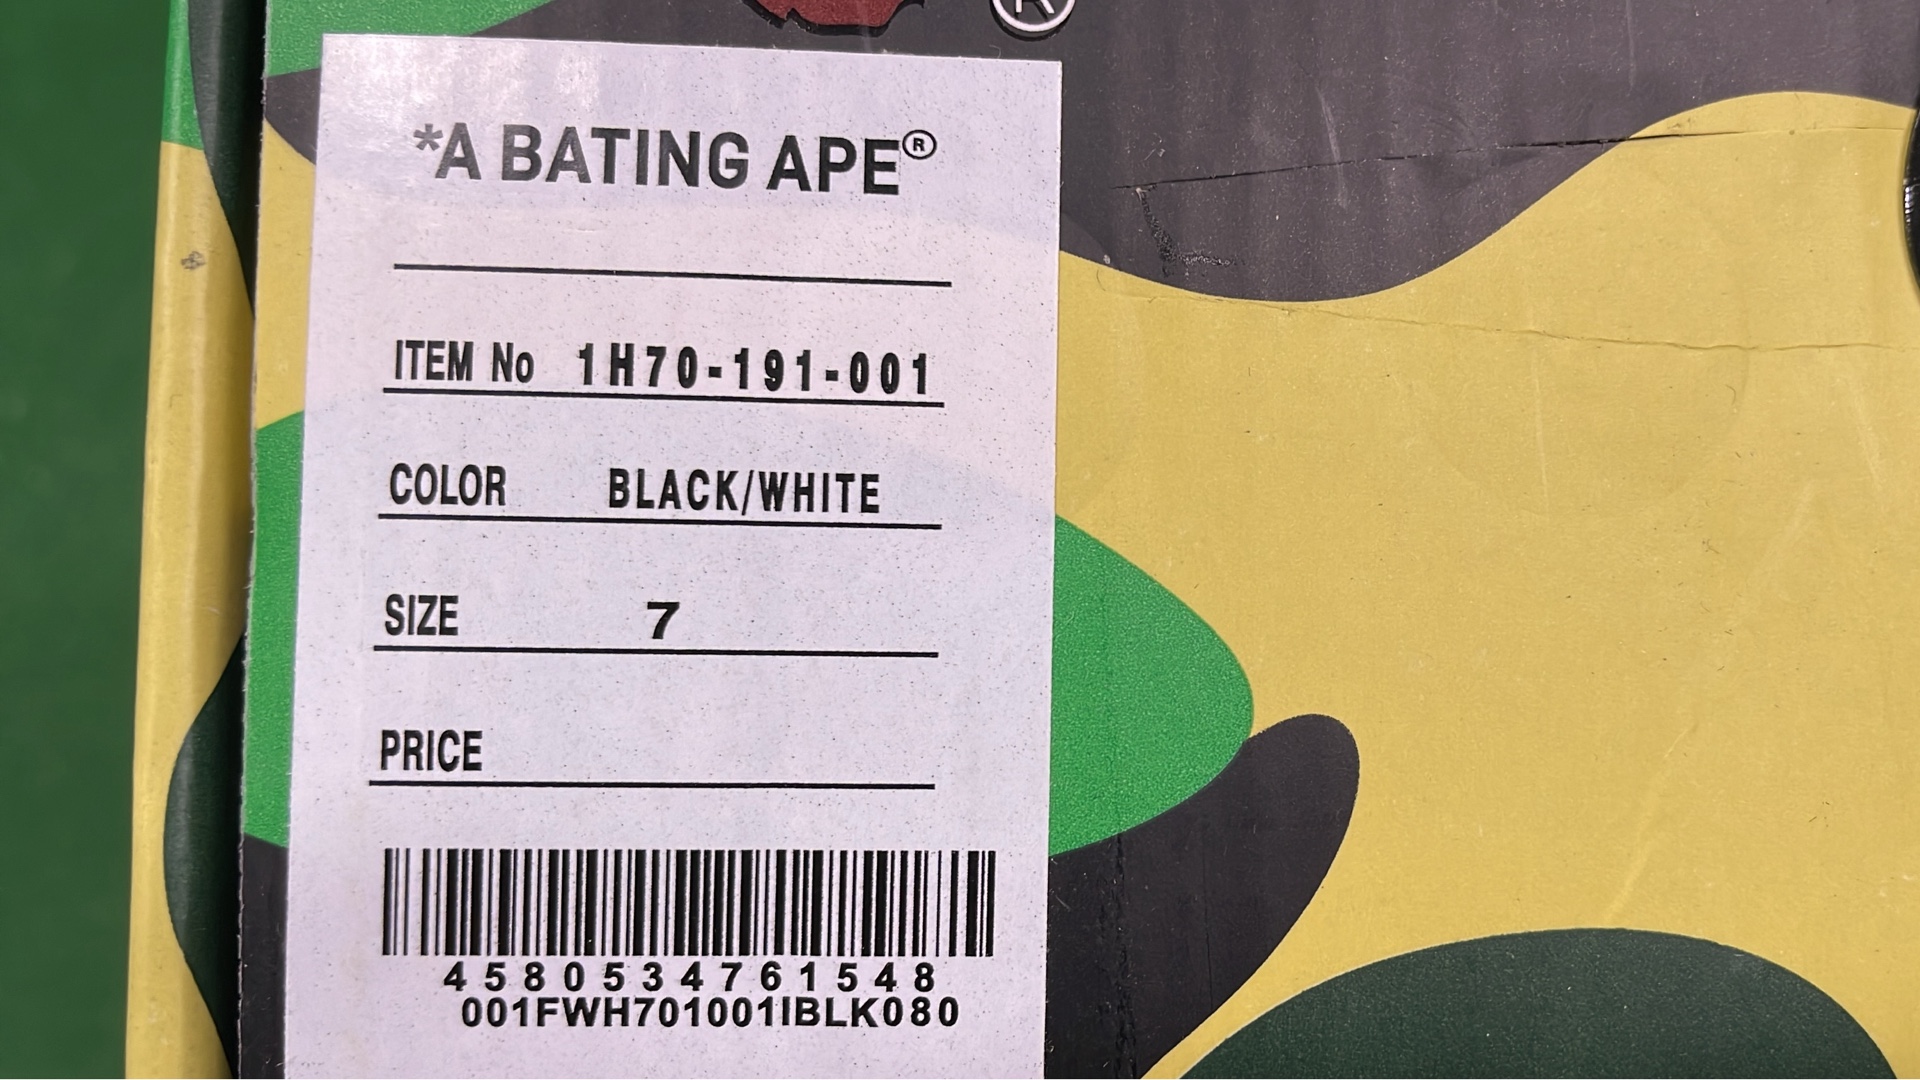 ®
*A BATING APE®
ITEM No 1H70-191-001
COLOR BLACK/WHITE
SIZE 7
PRICE
4580534761548
001FWH701001IBLK080